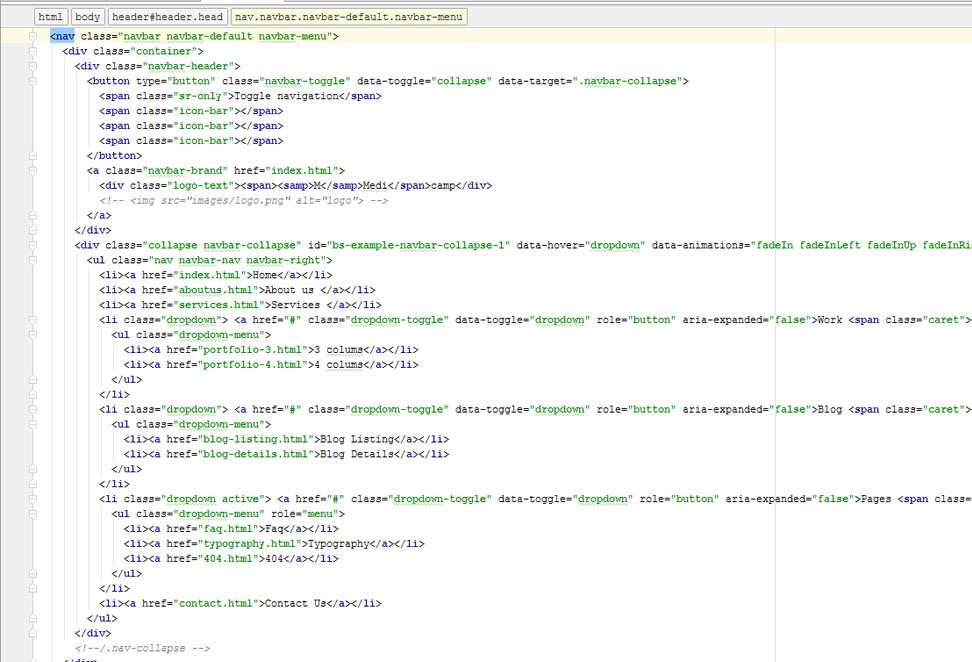 html body header#header.head nav.navbar.navbar-default.navbar-menu
<nav class="navbar navbar-default navbar-menu">
<div class="container">
<div class="navbar-header">
<button type="button" class="navbar-toggle" data-toggle="collapse" data-target=".navbar-collapse">
<span class="sr-only">Toggle navigation</span>
<span class="icon-bar"></span>
<span class="icon-bar"></span>
<span class="icon-bar"></span>
</button>
<a class="navbar-brand" href="index.html">
<div class="logo-text"><span><samp>M</samp>Medi</span>camp</div>
<!-- <img src="images/logo.png" alt="logo"> -->
</a>
</div>
<div class="collapse navbar-collapse" id="bs-example-navbar-collapse-1" data-hover="dropdown" data-animations="fadeIn fadeInLeft fadeInUp fadeInRi
<ul class="nav navbar-nav navbar-right">
<li><a href="index.html">Home</a></li>
<li><a href="aboutus.html">About us </a></li>
<li><a href="services.html">Services </a></li>
<li class="dropdown"> <a href="#" class="dropdown-toggle" data-toggle="dropdown" role="button" aria-expanded="false">Work <span class="caret">
<ul class="dropdown-menu">
<li><a href="portfolio-3.html">3 colums</a></li>
<li><a href="portfolio-4.html">4 colums</a></li>
</ul>
</li>
<li class="dropdown"> <a href="#" class="dropdown-toggle" data-toggle="dropdown" role="button" aria-expanded="false">Blog <span class="caret">
<ul class="dropdown-menu">
<li><a href="blog-listing.html">Blog Listing</a></li>
<li><a href="blog-details.html">Blog Details</a></li>
</ul>
</li>
<li class="dropdown active"> <a href="#" class="dropdown-toggle" data-toggle="dropdown" role="button" aria-expanded="false">Pages <span class=
<ul class="dropdown-menu" role="menu">
<li><a href="faq.html">Faq</a></li>
<li><a href="typography.html">Typography</a></li>
<li><a href="404.html">404</a></li>
</ul>
</li>
<li><a href="contact.html">Contact Us</a></li>
</ul>
</div>
<!--/.nav-collapse -->
</div>